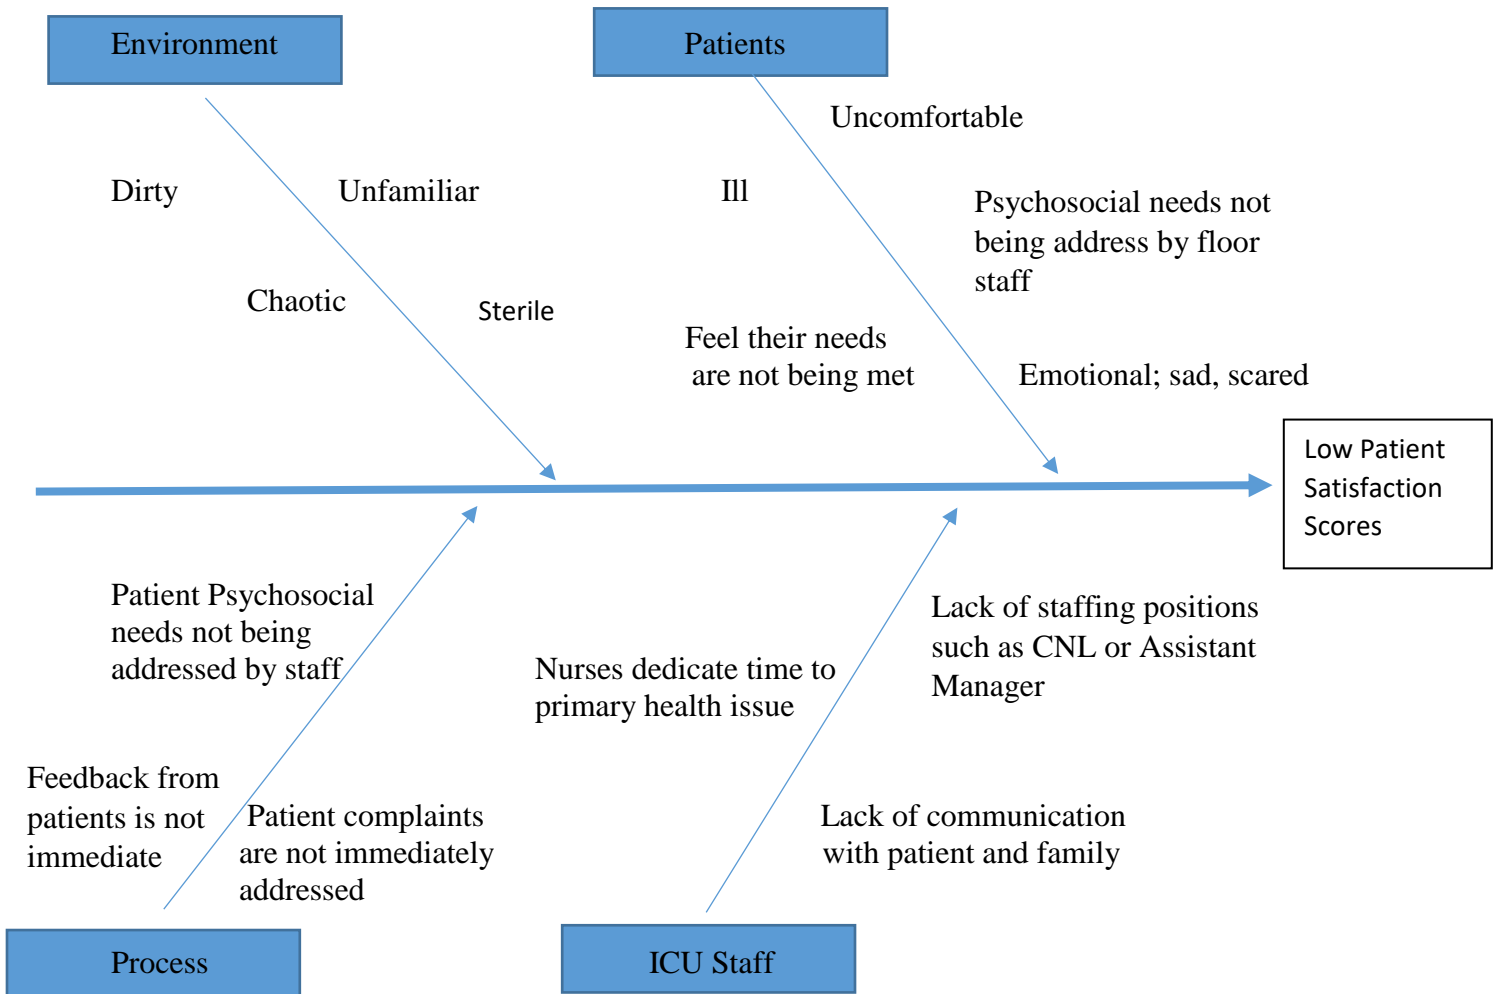 Environment
Patients
Uncomfortable
Dirty
Unfamiliar
Ill
Psychosocial needs not
being address by floor
staff
Chaotic
Sterile
Feel their needs
are not being met
Emotional; sad, scared
Low Patient
Satisfaction
Scores
Patient Psychosocial
needs not being
addressed by staff
Nurses dedicate time to
primary health issue
Lack of staffing positions
such as CNL or Assistant
Manager
Feedback from
patients is not
immediate
Patient complaints
are not immediately
addressed
Lack of communication
with patient and family
Process
ICU Staff